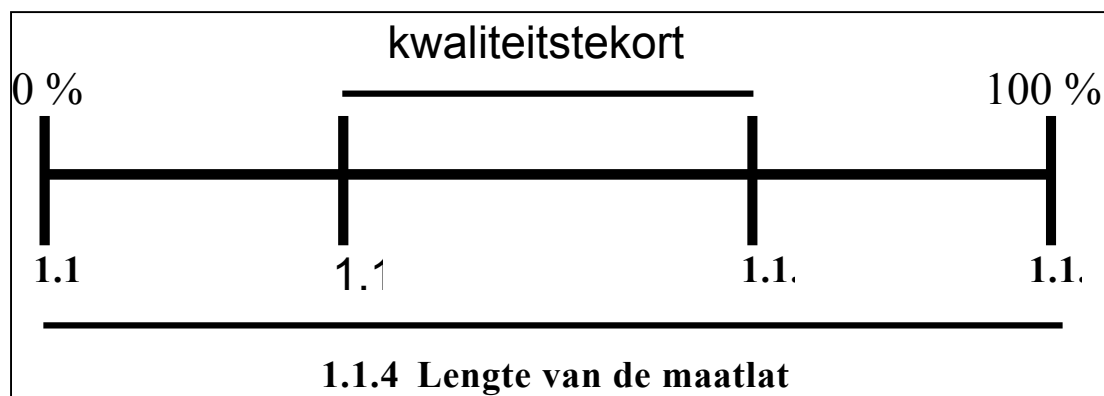 kwaliteitstekort
0 % 100 %
1.1 1.1 1.1. 1.1.
1.1.4 Lengte van de maatlat